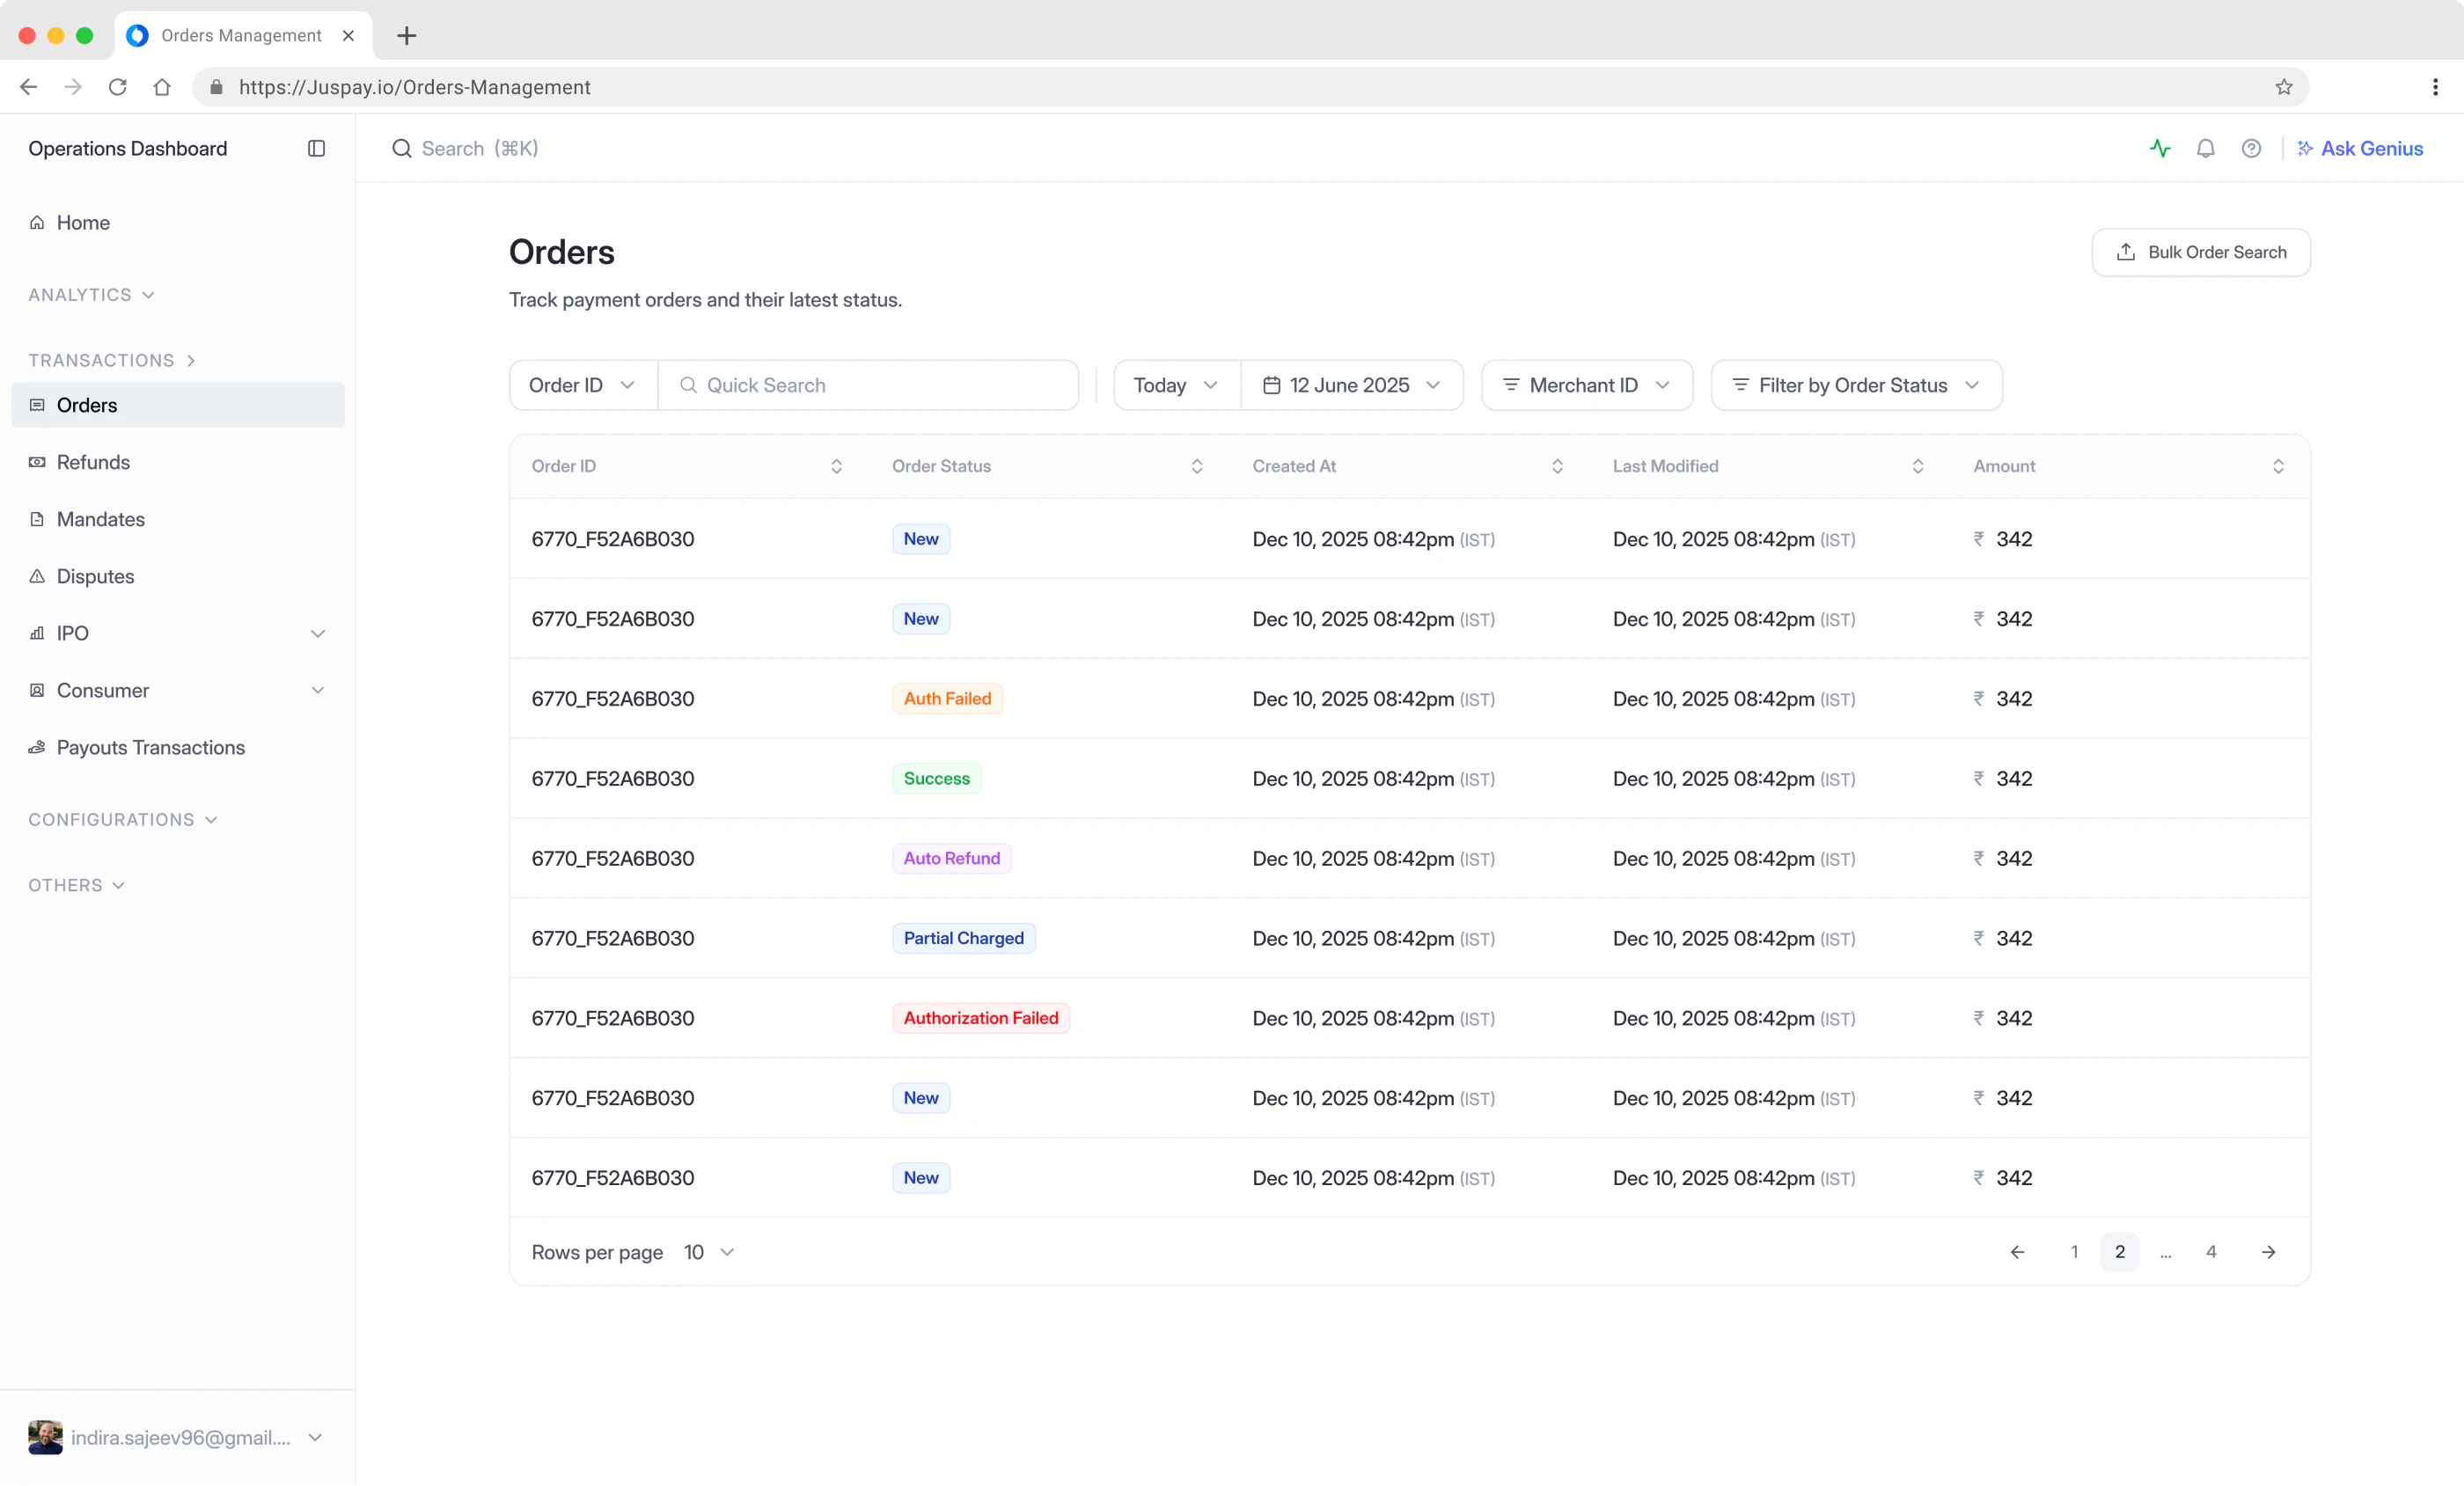 Orders Management
https://Juspay.io/Orders-Management
Operations Dashboard
Search (⌘K)
Ask Genius
Home
ANALYTICS
TRANSACTIONS
Orders
Refunds
Mandates
Disputes
IPO
Consumer
Payouts Transactions
CONFIGURATIONS
OTHERS
indira.sajeev96@gmail....
Orders
Bulk Order Search
Track payment orders and their latest status.
Order ID Quick Search Today 12 June 2025 Merchant ID Filter by Order Status
Order ID Order Status Created At Last Modified Amount
6770_F52A6B030 New Dec 10, 2025 08:42pm (IST) Dec 10, 2025 08:42pm (IST) ₹ 342
6770_F52A6B030 New Dec 10, 2025 08:42pm (IST) Dec 10, 2025 08:42pm (IST) ₹ 342
6770_F52A6B030 Auth Failed Dec 10, 2025 08:42pm (IST) Dec 10, 2025 08:42pm (IST) ₹ 342
6770_F52A6B030 Success Dec 10, 2025 08:42pm (IST) Dec 10, 2025 08:42pm (IST) ₹ 342
6770_F52A6B030 Auto Refund Dec 10, 2025 08:42pm (IST) Dec 10, 2025 08:42pm (IST) ₹ 342
6770_F52A6B030 Partial Charged Dec 10, 2025 08:42pm (IST) Dec 10, 2025 08:42pm (IST) ₹ 342
6770_F52A6B030 Authorization Failed Dec 10, 2025 08:42pm (IST) Dec 10, 2025 08:42pm (IST) ₹ 342
6770_F52A6B030 New Dec 10, 2025 08:42pm (IST) Dec 10, 2025 08:42pm (IST) ₹ 342
6770_F52A6B030 New Dec 10, 2025 08:42pm (IST) Dec 10, 2025 08:42pm (IST) ₹ 342
Rows per page 10 1 2 ... 4